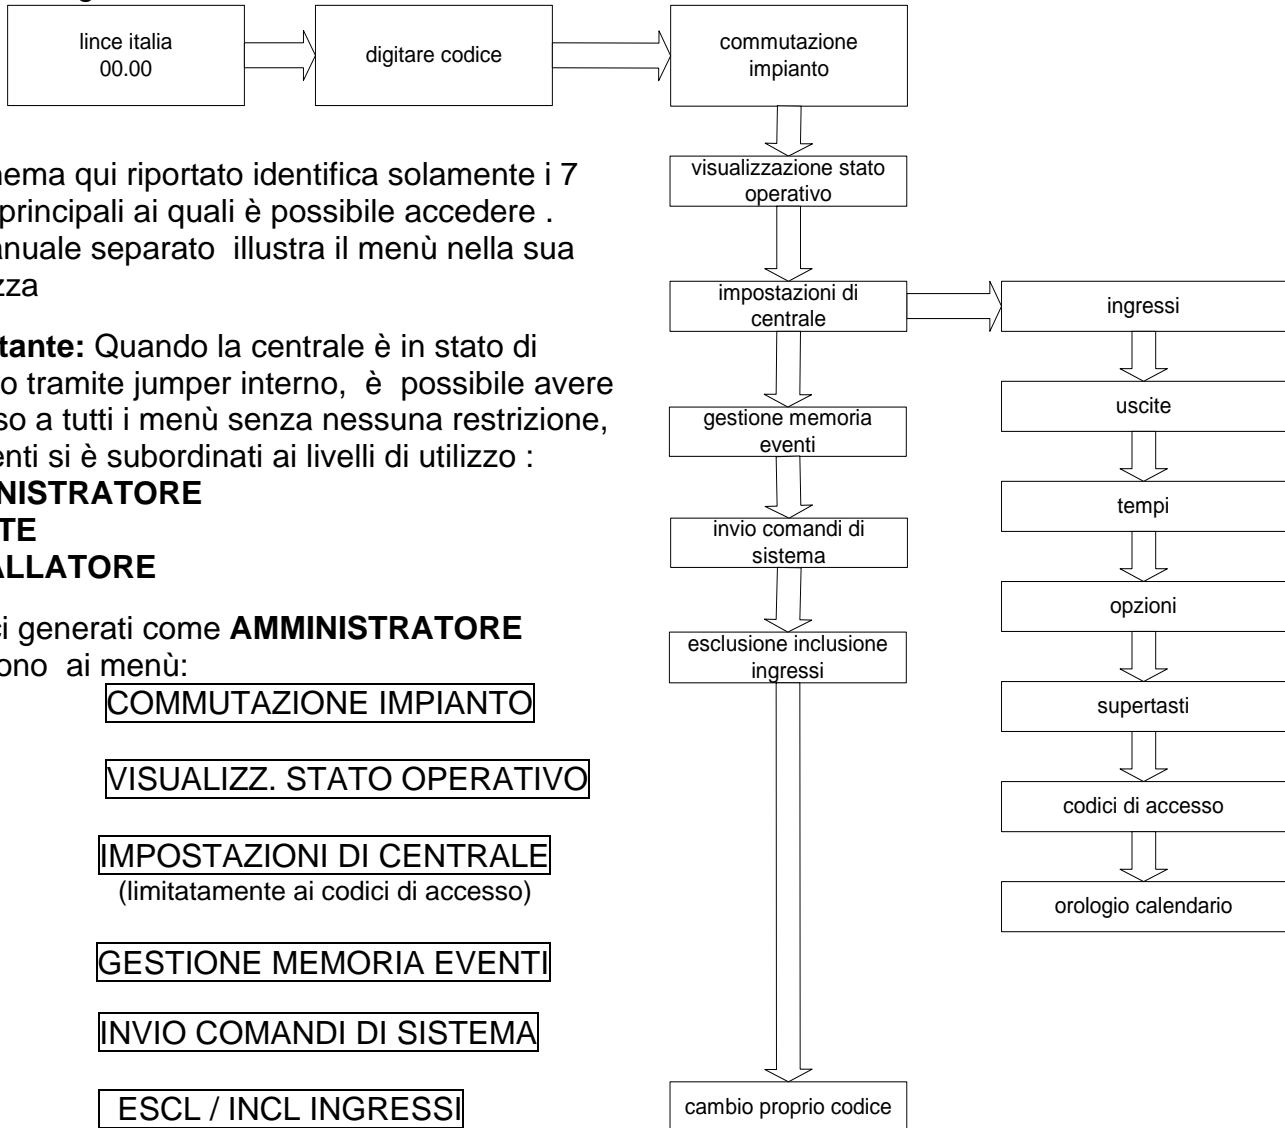 lince italia
00.00
digitare codice
commutazione
impianto
visualizzazione stato
operativo
impostazioni di
centrale
gestione memoria
eventi
invio comandi di
sistema
esclusione inclusione
ingressi
cambio proprio codice
ingressi
uscite
tempi
opzioni
supertasti
codici di accesso
orologio calendario
ema qui riportato identifica solamente i 7
principali ai quali è possibile accedere .
anuale separato illustra il menù nella sua
zza
tante: Quando la centrale è in stato di
o tramite jumper interno, è possibile avere
so a tutti i menù senza nessuna restrizione,
enti si è subordinati ai livelli di utilizzo :
NISTRATORE
TE
ALLATORE
ci generati come AMMINISTRATORE
ono ai menù:
COMMUTAZIONE IMPIANTO
VISUALIZZ. STATO OPERATIVO
IMPOSTAZIONI DI CENTRALE
(limitatamente ai codici di accesso)
GESTIONE MEMORIA EVENTI
INVIO COMANDI DI SISTEMA
ESCL / INCL INGRESSI